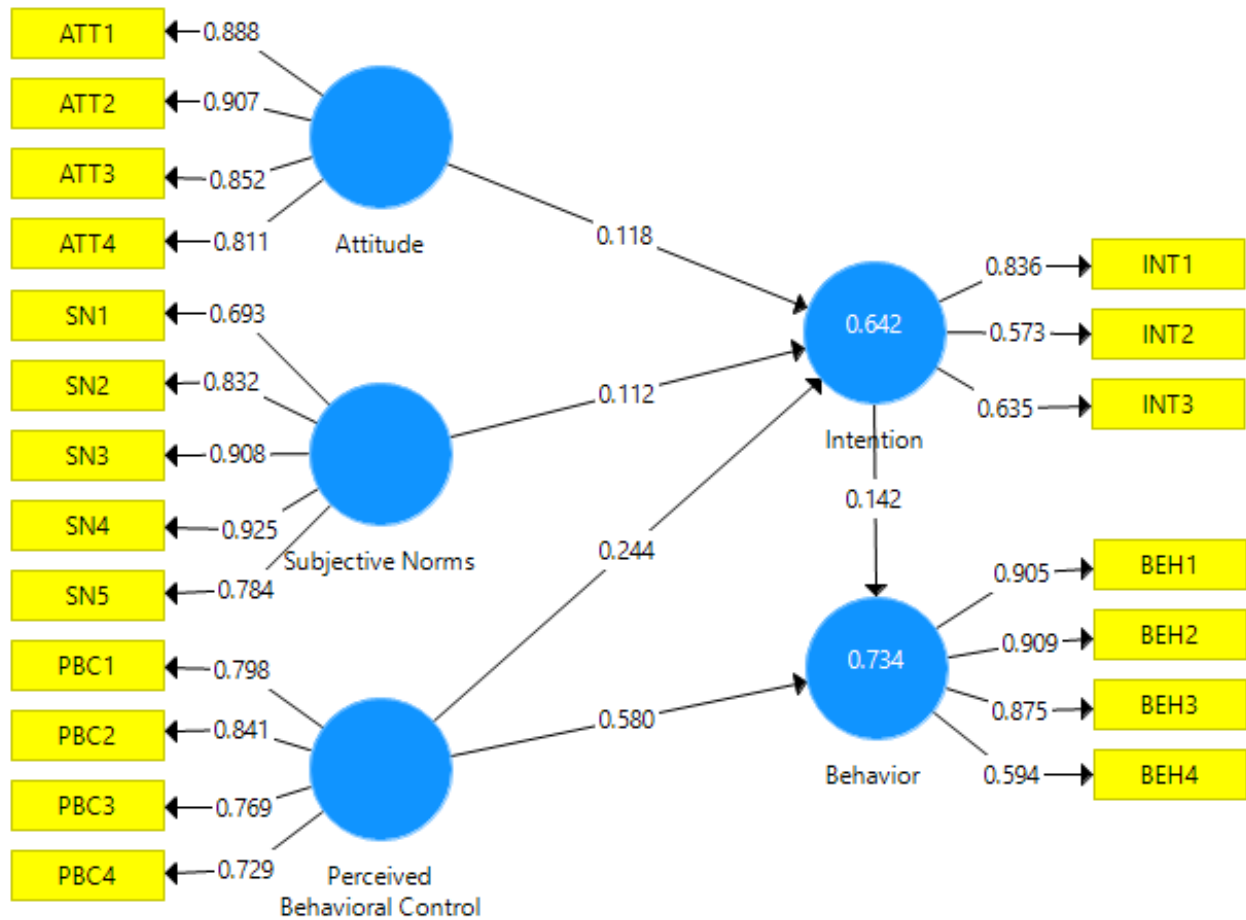 ATT1
0.888
ATT2
0.907
ATT3
0.852
ATT4
0.811
Attitude
0.118
SN1
0.693
SN2
0.832
SN3
0.908
SN4
0.925
SN5
0.784
Subjective Norms
0.112
PBC1
0.798
PBC2
0.841
PBC3
0.769
PBC4
0.729
Perceived
Behavioral Control
0.244
0.580
0.642
Intention
0.836
INT1
0.573
INT2
0.635
INT3
0.142
0.734
Behavior
0.905
BEH1
0.909
BEH2
0.875
BEH3
0.594
BEH4